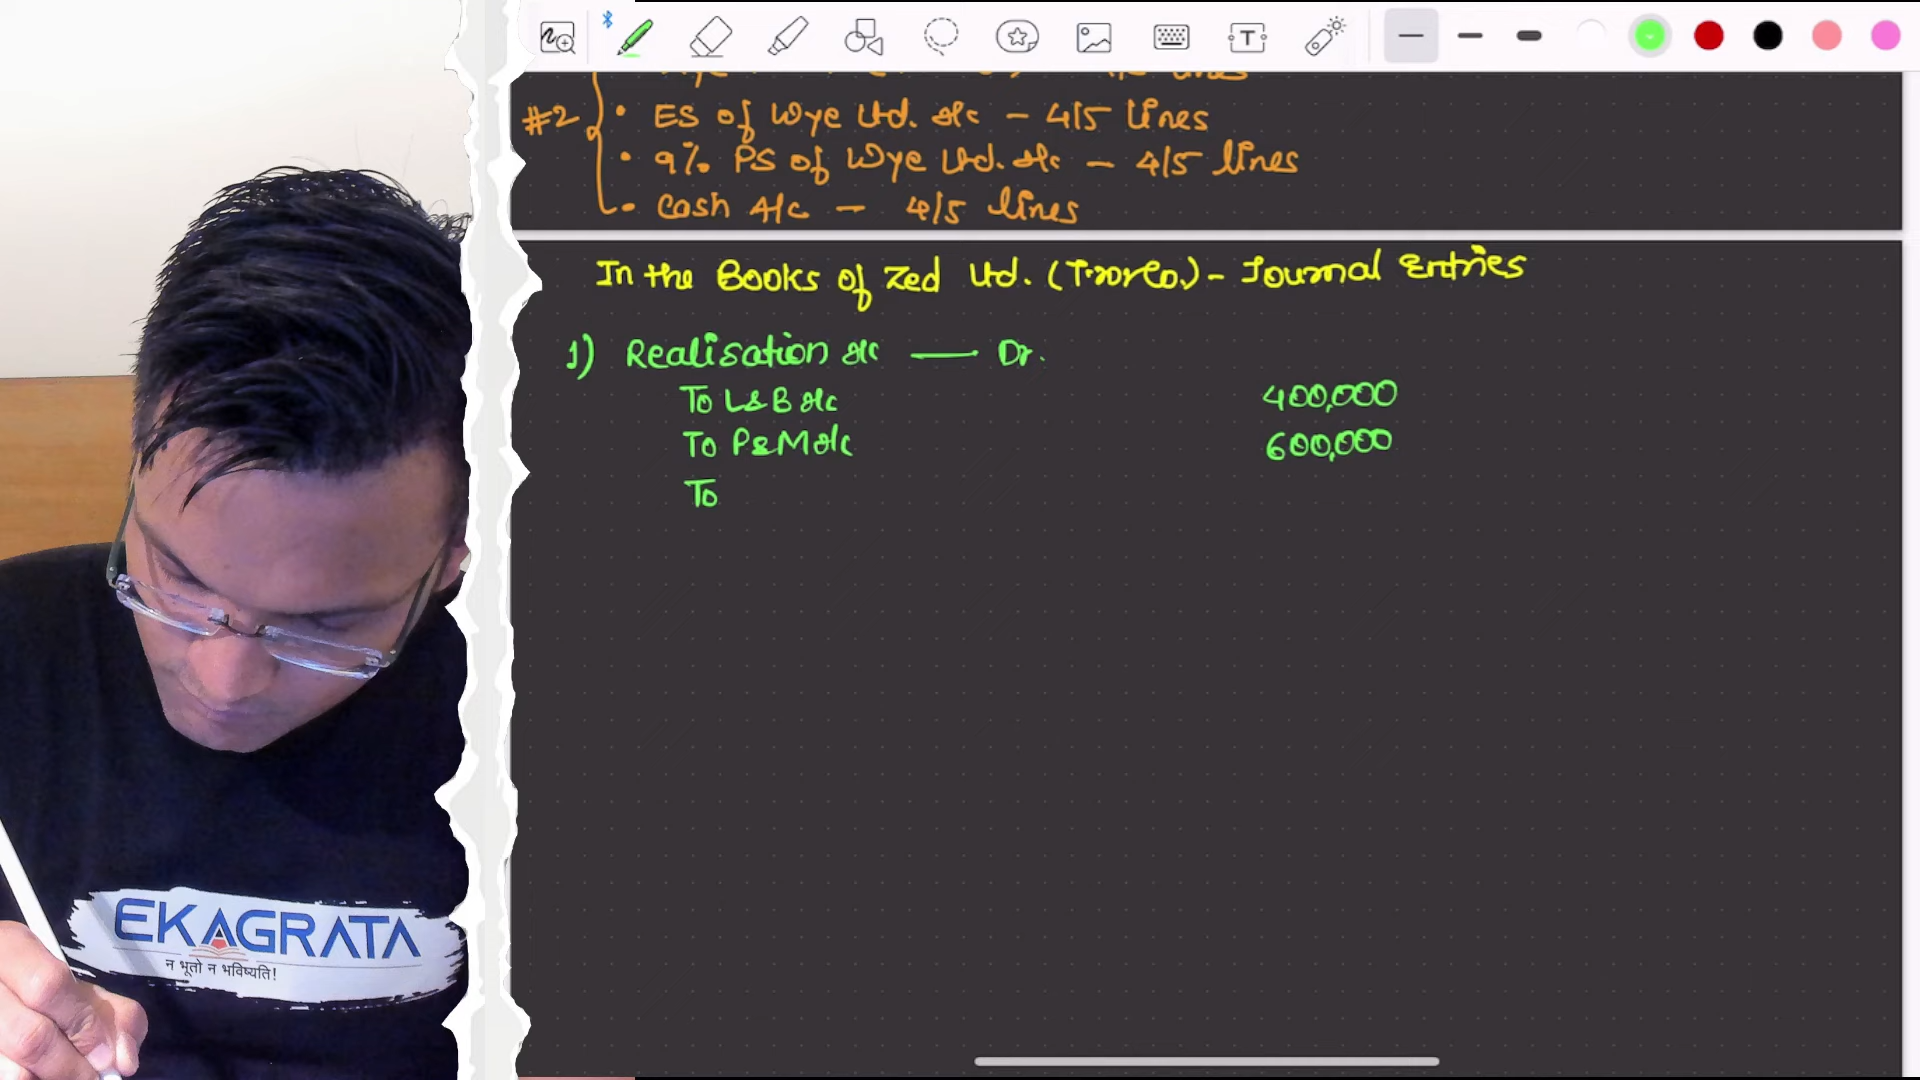 #2
• ES of Wye Ltd. A/c – 4/5 lines
• 9% PS of Wye Ltd. A/c – 4/5 lines
• Cash A/c – 4/5 lines
In the Books of Zed Ltd. (Tror Co.) – Journal Entries
1) Realisation A/c —— Dr.
To L&B A/c 400,000
To P&M A/c 600,000
To
EKAGRATA
न भूतो न भविष्यति!
T